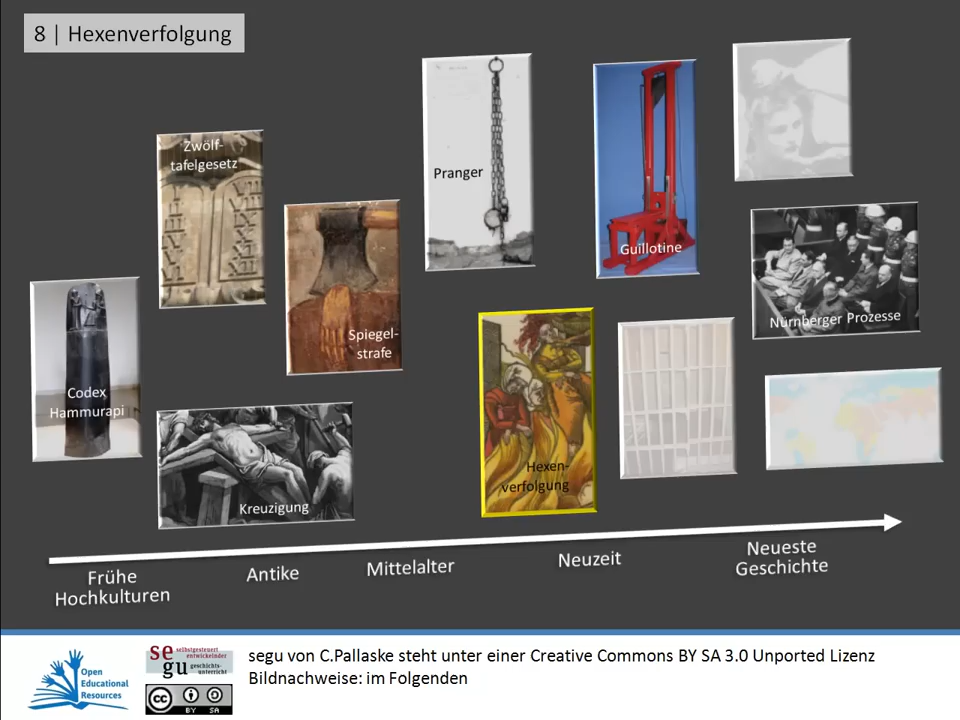 8 | Hexenverfolgung
Zwölf-
tafelgesetz
Pranger
Guillotine
Spiegel-
strafe
Nürnberger Prozesse
Codex
Hammurapi
Hexen-
verfolgung
Kreuzigung
Frühe
Hochkulturen
Antike
Mittelalter
Neuzeit
Neueste
Geschichte
Open
Educational
Resources
se
gu
selbstgesteuert
entwickelnder
geschichts-
unterricht
cc
BY SA
segu von C.Pallaske steht unter einer Creative Commons BY SA 3.0 Unported Lizenz
Bildnachweise: im Folgenden